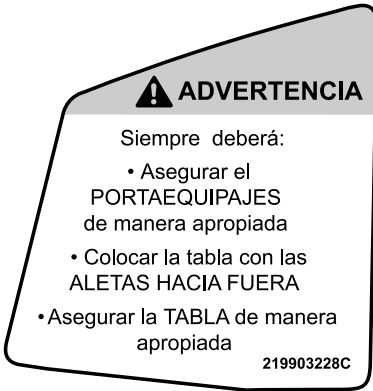 ADVERTENCIA
Siempre deberá:
• Asegurar el
PORTAEQUIPAJES
de manera apropiada
• Colocar la tabla con las
ALETAS HACIA FUERA
• Asegurar la TABLA de manera
apropiada
219903228C